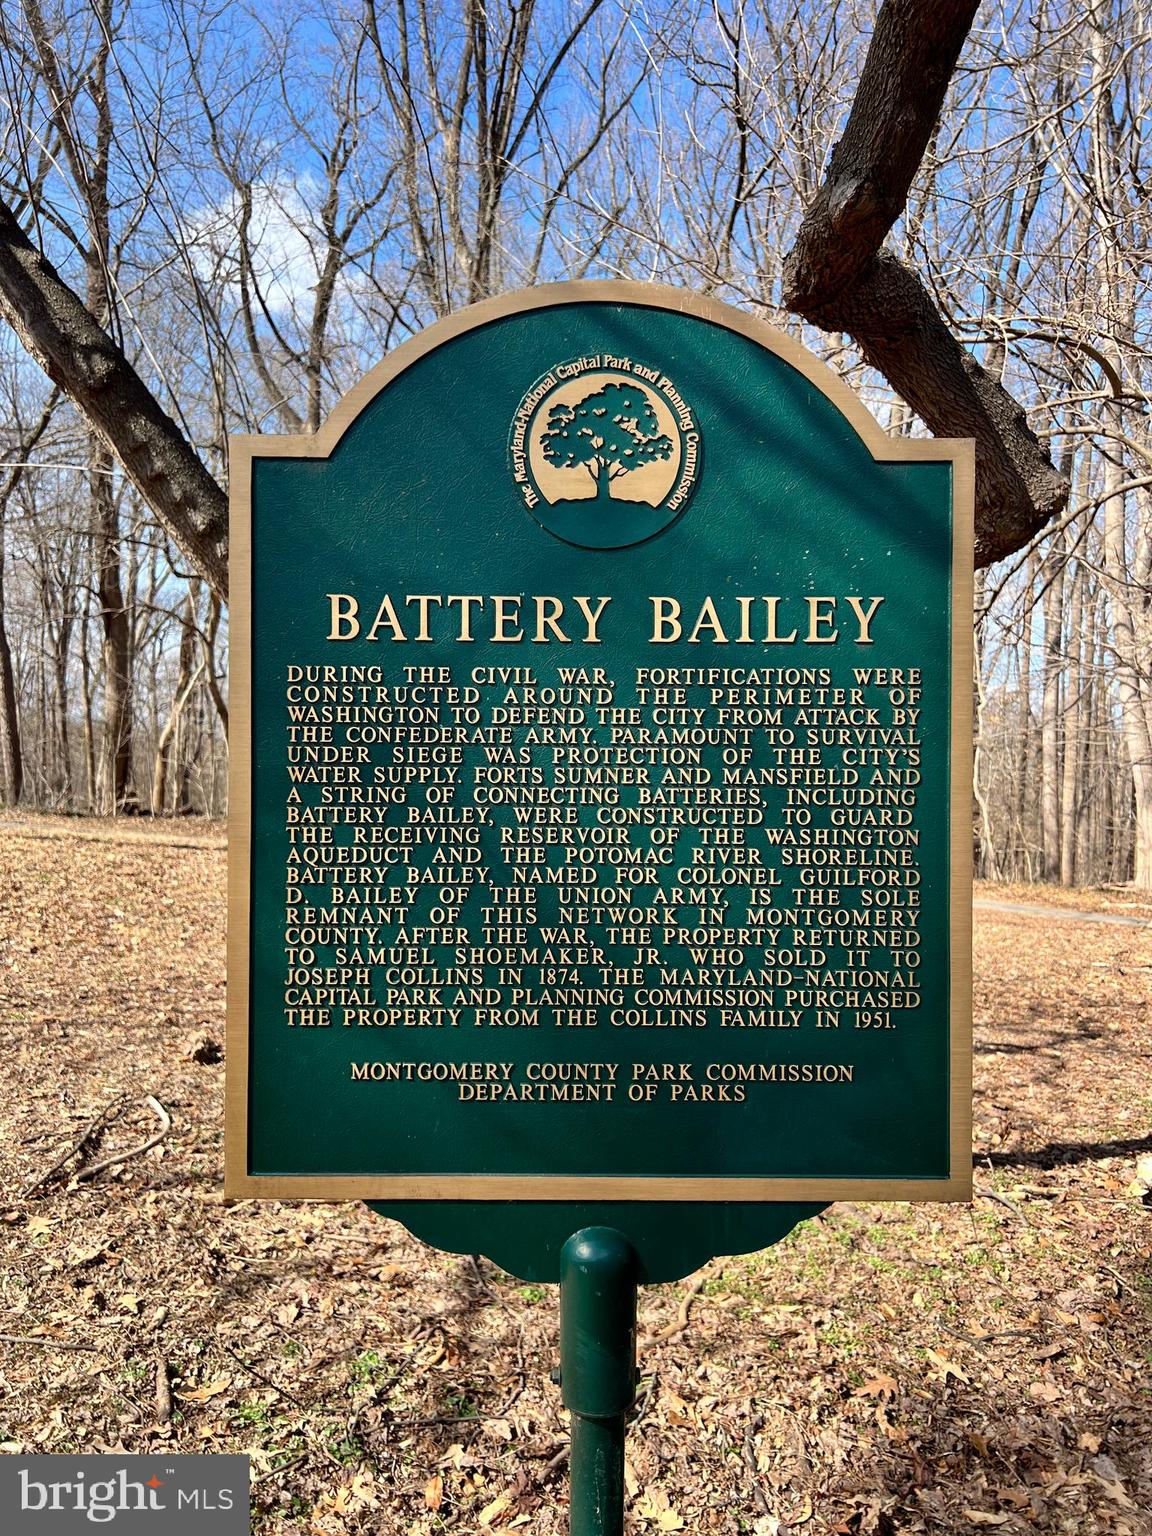 The Maryland-National Capital Park and Planning Commission
BATTERY BAILEY
DURING THE CIVIL WAR, FORTIFICATIONS WERE
CONSTRUCTED AROUND THE PERIMETER OF
WASHINGTON TO DEFEND THE CITY FROM ATTACK BY
THE CONFEDERATE ARMY. PARAMOUNT TO SURVIVAL
UNDER SIEGE WAS PROTECTION OF THE CITY'S
WATER SUPPLY. FORTS SUMNER AND MANSFIELD AND
A STRING OF CONNECTING BATTERIES, INCLUDING
BATTERY BAILEY, WERE CONSTRUCTED TO GUARD
THE RECEIVING RESERVOIR OF THE WASHINGTON
AQUEDUCT AND THE POTOMAC RIVER SHORELINE.
BATTERY BAILEY, NAMED FOR COLONEL GUILFORD
D. BAILEY OF THE UNION ARMY, IS THE SOLE
REMNANT OF THIS NETWORK IN MONTGOMERY
COUNTY. AFTER THE WAR, THE PROPERTY RETURNED
TO SAMUEL SHOEMAKER, JR. WHO SOLD IT TO
JOSEPH COLLINS IN 1874. THE MARYLAND-NATIONAL
CAPITAL PARK AND PLANNING COMMISSION PURCHASED
THE PROPERTY FROM THE COLLINS FAMILY IN 1951.
MONTGOMERY COUNTY PARK COMMISSION
DEPARTMENT OF PARKS
bright™ MLS